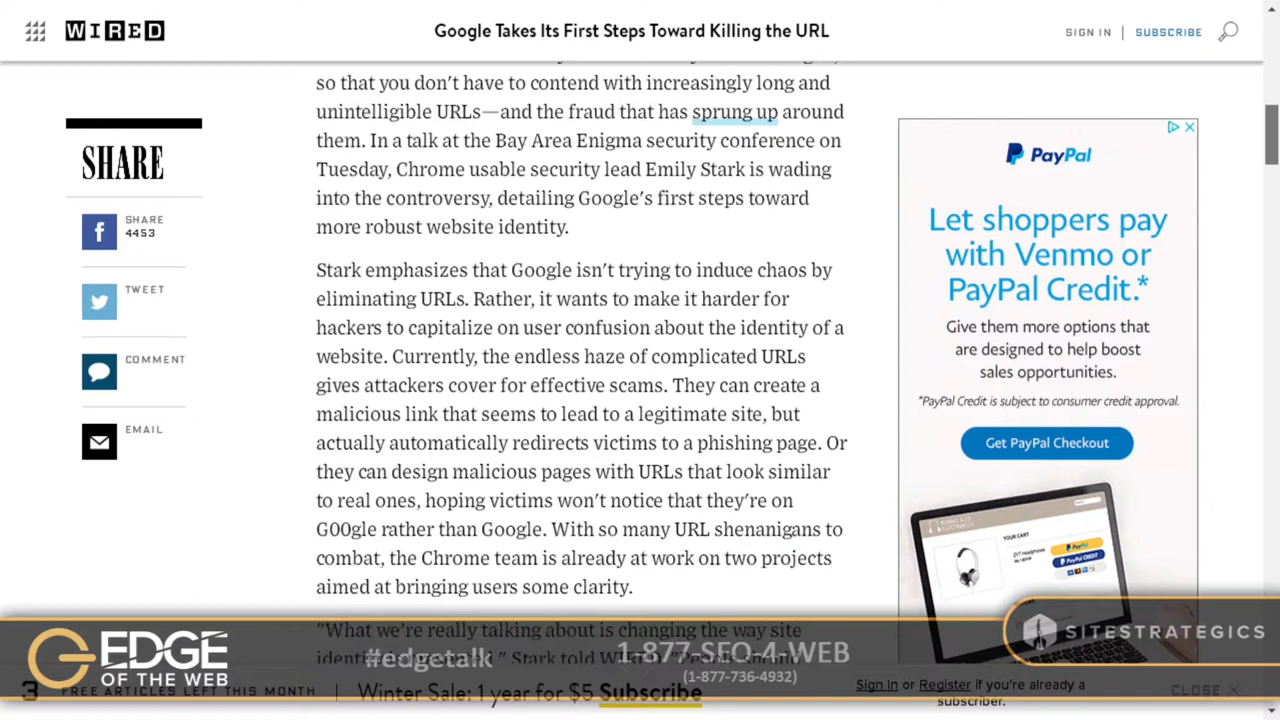 WIRED
Google Takes Its First Steps Toward Killing the URL
SIGN IN | SUBSCRIBE
so that you don't have to contend with increasingly long and
unintelligible URLs—and the fraud that has sprung up around
them. In a talk at the Bay Area Enigma security conference on
Tuesday, Chrome usable security lead Emily Stark is wading
into the controversy, detailing Google's first steps toward
more robust website identity.
Stark emphasizes that Google isn't trying to induce chaos by
eliminating URLs. Rather, it wants to make it harder for
hackers to capitalize on user confusion about the identity of a
website. Currently, the endless haze of complicated URLs
gives attackers cover for effective scams. They can create a
malicious link that seems to lead to a legitimate site, but
actually automatically redirects victims to a phishing page. Or
they can design malicious pages with URLs that look similar
to real ones, hoping victims won't notice that they're on
G00gle rather than Google. With so many URL shenanigans to
combat, the Chrome team is already at work on two projects
aimed at bringing users some clarity.
"What we're really talking about is changing the way site
SHARE
SHARE
4453
TWEET
COMMENT
EMAIL
PayPal
Let shoppers pay
with Venmo or
PayPal Credit.*
Give them more options that
are designed to help boost
sales opportunities.
*PayPal Credit is subject to consumer credit approval.
Get PayPal Checkout
YOUR CART
PayPal
PayPal CREDIT
EDGE
OF THE WEB
#edgetalk
1-877-SEO-4-WEB
(1-877-736-4932)
SITESTRATEGICS
3 FREE ARTICLES LEFT THIS MONTH | Winter Sale: 1 year for $5 Subscribe
Sign In or Register if you're already a
subscriber.
CLOSE X